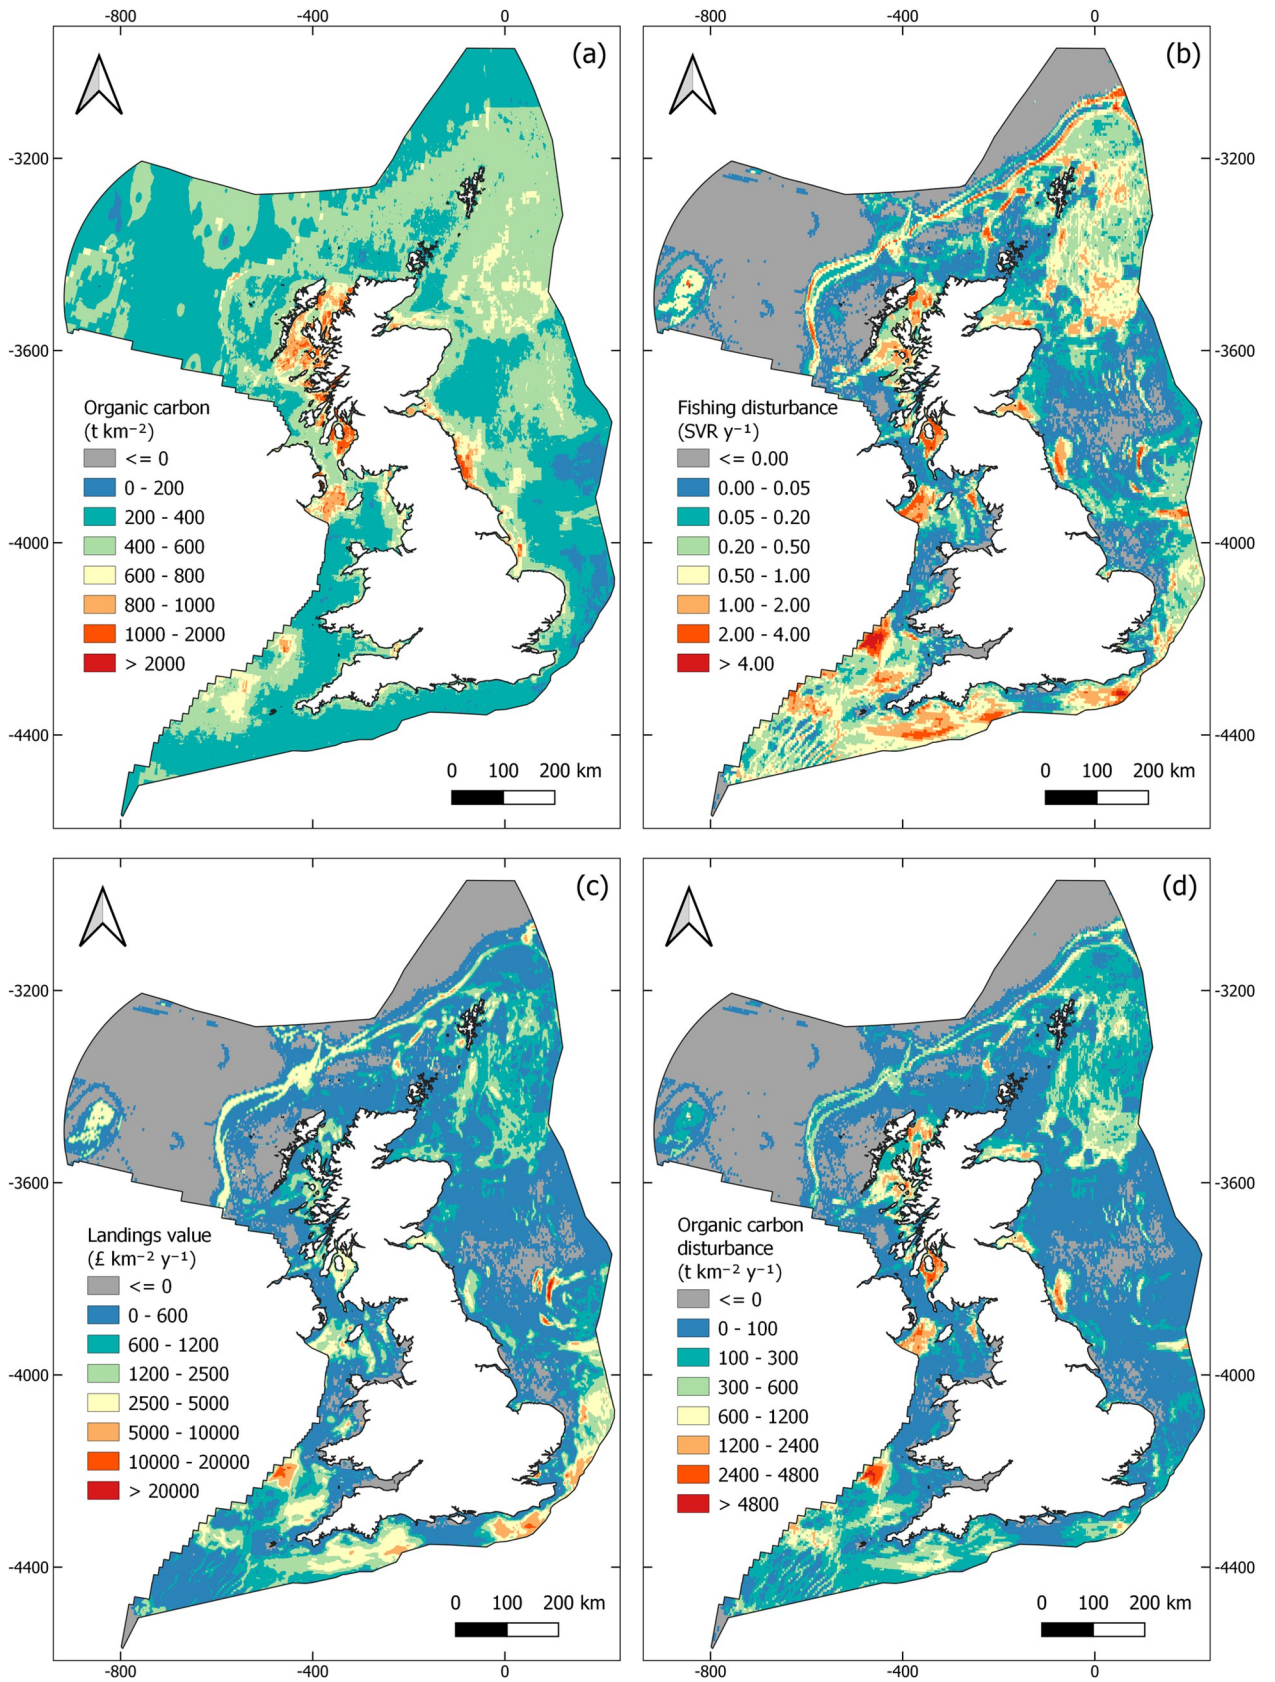 -800
-400
0
-800
-400
0
(a)
(b)
-3200
-3600
-4000
-4400
-3200
-3600
-4000
-4400
Organic carbon
(t km⁻²)
<= 0
0 - 200
200 - 400
400 - 600
600 - 800
800 - 1000
1000 - 2000
> 2000
0 100 200 km
Fishing disturbance
(SVR y⁻¹)
<= 0.00
0.00 - 0.05
0.05 - 0.20
0.20 - 0.50
0.50 - 1.00
1.00 - 2.00
2.00 - 4.00
> 4.00
0 100 200 km
(c)
(d)
-3200
-3600
-4000
-4400
-3200
-3600
-4000
-4400
Landings value
(£ km⁻² y⁻¹)
<= 0
0 - 600
600 - 1200
1200 - 2500
2500 - 5000
5000 - 10000
10000 - 20000
> 20000
0 100 200 km
Organic carbon
disturbance
(t km⁻² y⁻¹)
<= 0
0 - 100
100 - 300
300 - 600
600 - 1200
1200 - 2400
2400 - 4800
> 4800
0 100 200 km
-800
-400
0
-800
-400
0